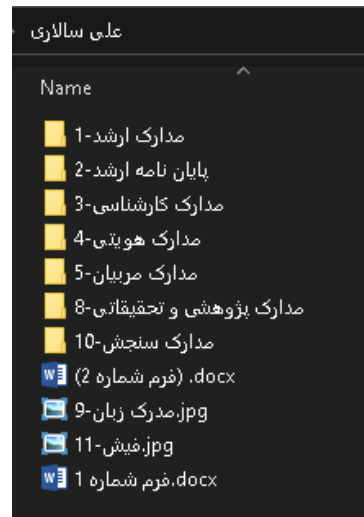 علی سالاری
Name
1-مدارک ارشد
2-پایان نامه ارشد
3-مدارک کارشناسی
4-مدارک هویتی
5-مدارک مربیان
8-مدارک پژوهشی و تحقیقاتی
10-مدارک سنجش
(فرم شماره 2) .docx
9-مدرک زبان.jpg
11-فیش.jpg
فرم شماره 1.docx